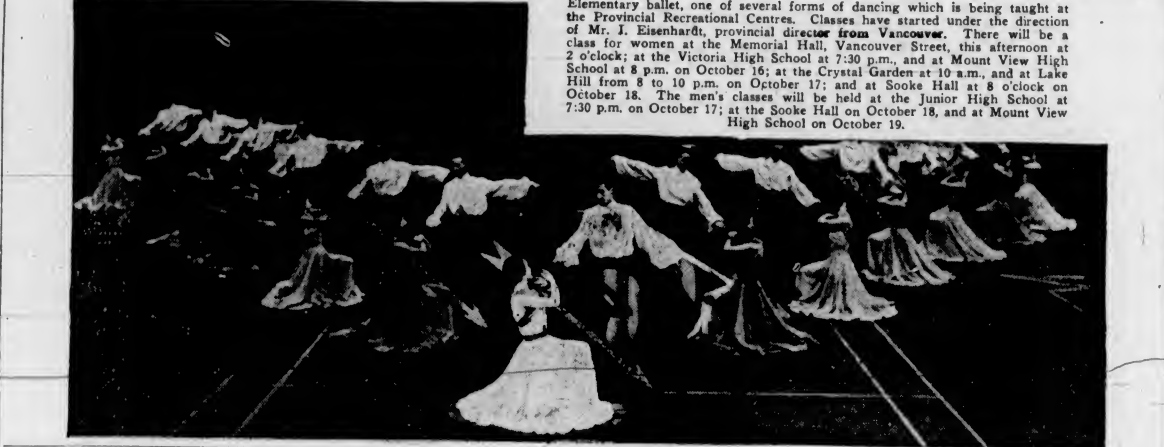 Elementary ballet, one of several forms of dancing which is being taught at
the Provincial Recreational Centres. Classes have started under the direction
of Mr. I. Eisenhardt, provincial director from Vancouver. There will be a
class for women at the Memorial Hall, Vancouver Street, this afternoon at
2 o'clock; at the Victoria High School at 7:30 p.m., and at Mount View High
School at 8 p.m. on October 16; at the Crystal Garden at 10 a.m., and at Lake
Hill from 8 to 10 p.m. on October 17; and at Sooke Hall at 8 o'clock on
October 18. The men's classes will be held at the Junior High School at
7:30 p.m. on October 17; at the Sooke Hall on October 18, and at Mount View
High School on October 19.